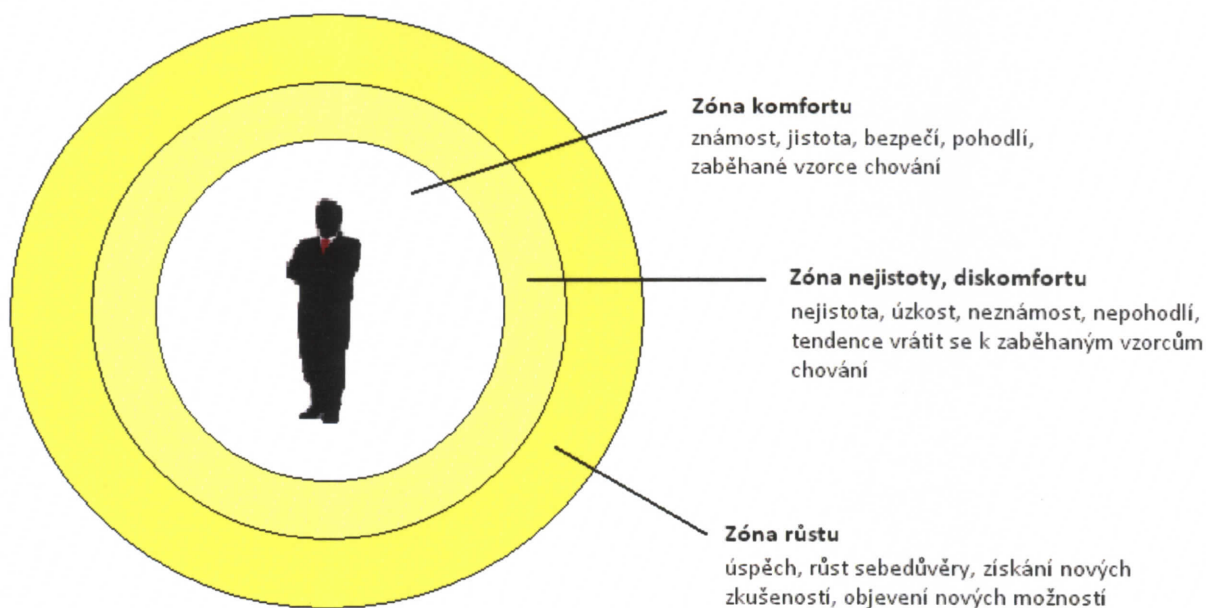 Zóna komfortu
známost, jistota, bezpečí, pohodlí,
zaběhané vzorce chování
Zóna nejistoty, diskomfortu
nejistota, úzkost, neznámost, nepohodlí,
tendence vrátit se k zaběhaným vzorcům
chování
Zóna růstu
úspěch, růst sebedůvěry, získání nových
zkušeností, objevení nových možností